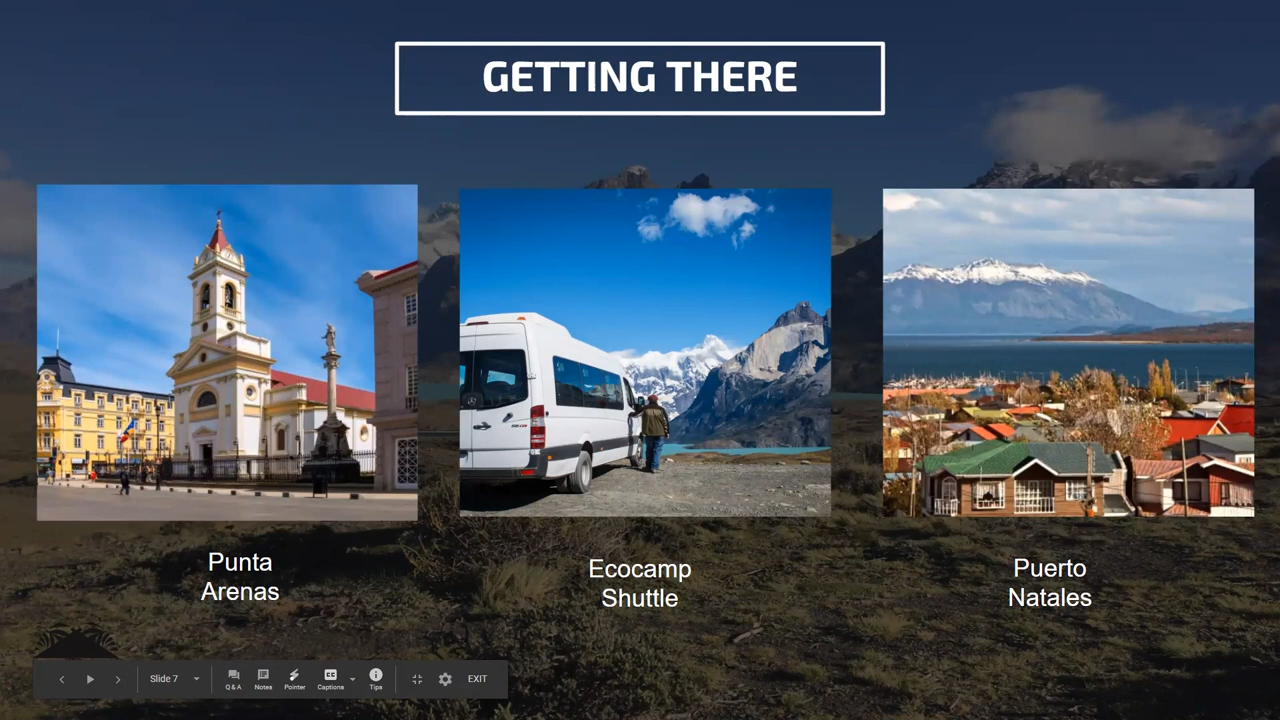 GETTING THERE
Punta
Arenas
Ecocamp
Shuttle
Puerto
Natales
Slide 7
Q & A
Notes
Pointer
Captions
Tips
EXIT